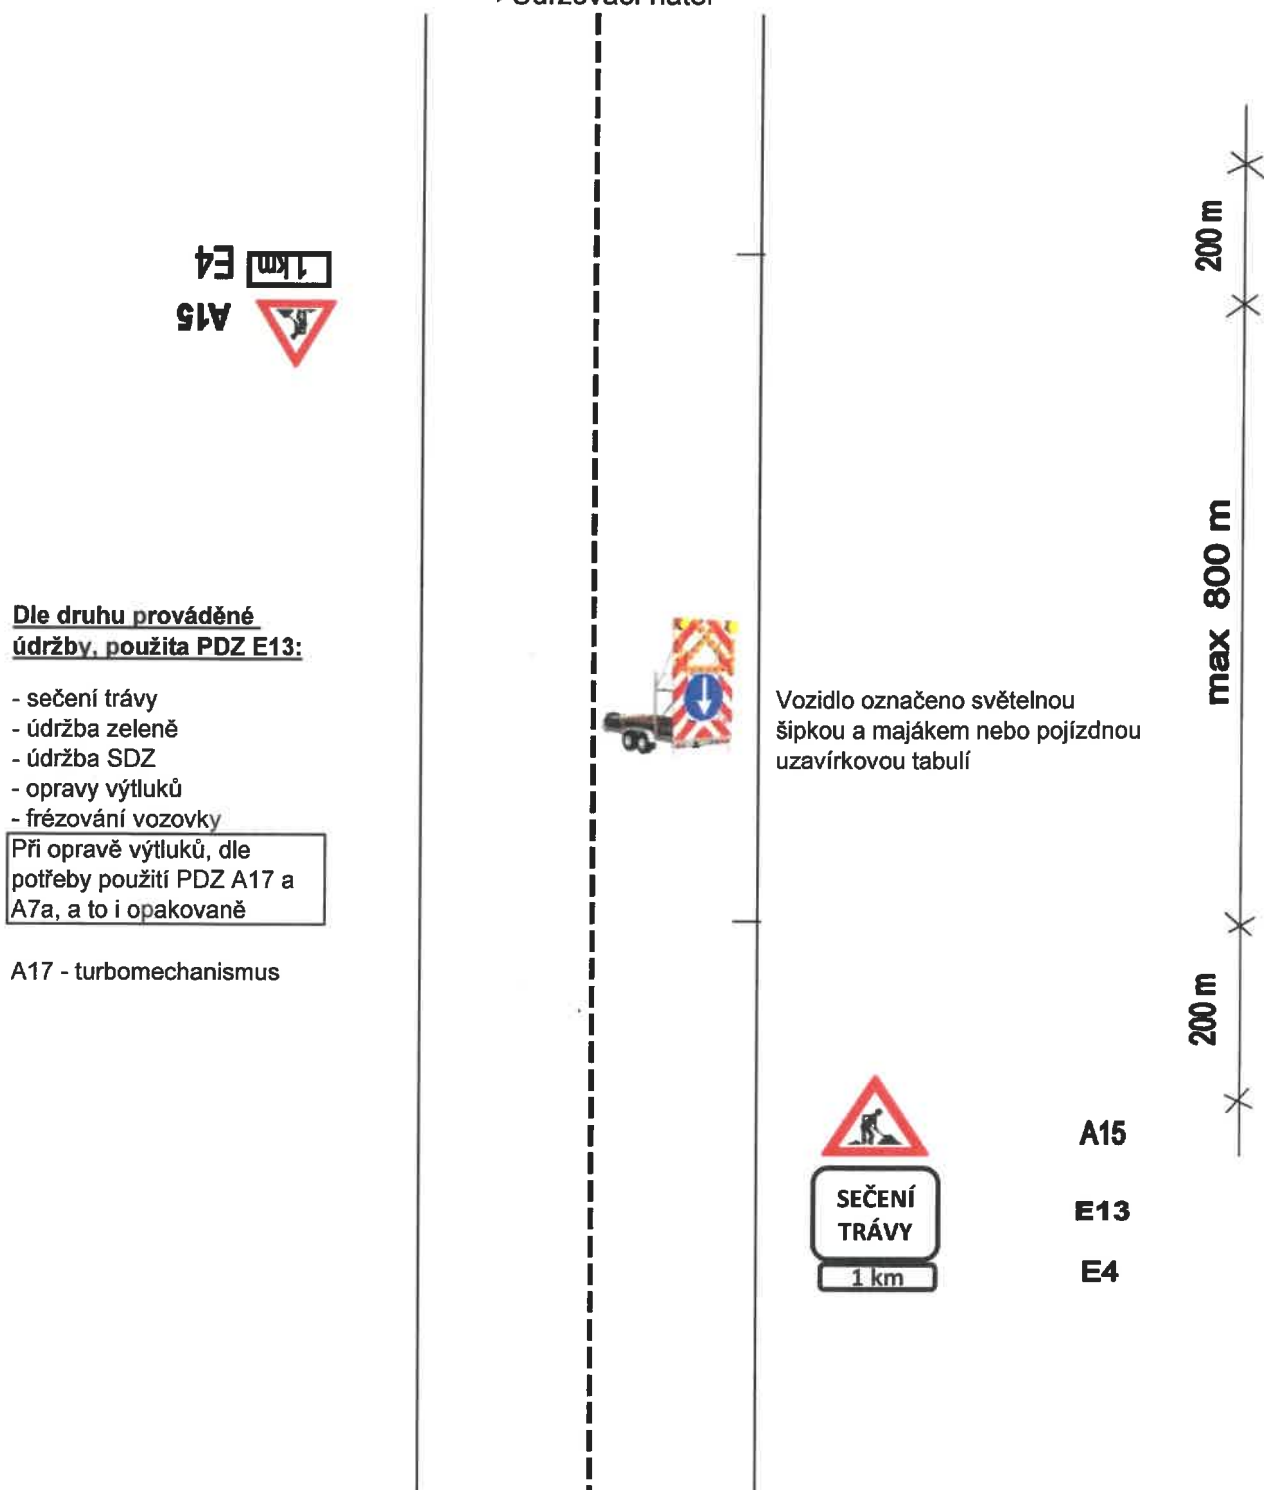 200 m
1 km E4
A15
max 800 m
Dle druhu prováděné
údržby, použita PDZ E13:
- sečení trávy
- údržba zeleně
- údržba SDZ
- opravy výtluků
- frézování vozovky
Při opravě výtluků, dle
potřeby použití PDZ A17 a
A7a, a to i opakovaně
A17 - turbomechanismus
Vozidlo označeno světelnou
šipkou a majákem nebo pojízdnou
uzavírkovou tabulí
200 m
A15
SEČENÍ
TRÁVY
E13
1 km
E4